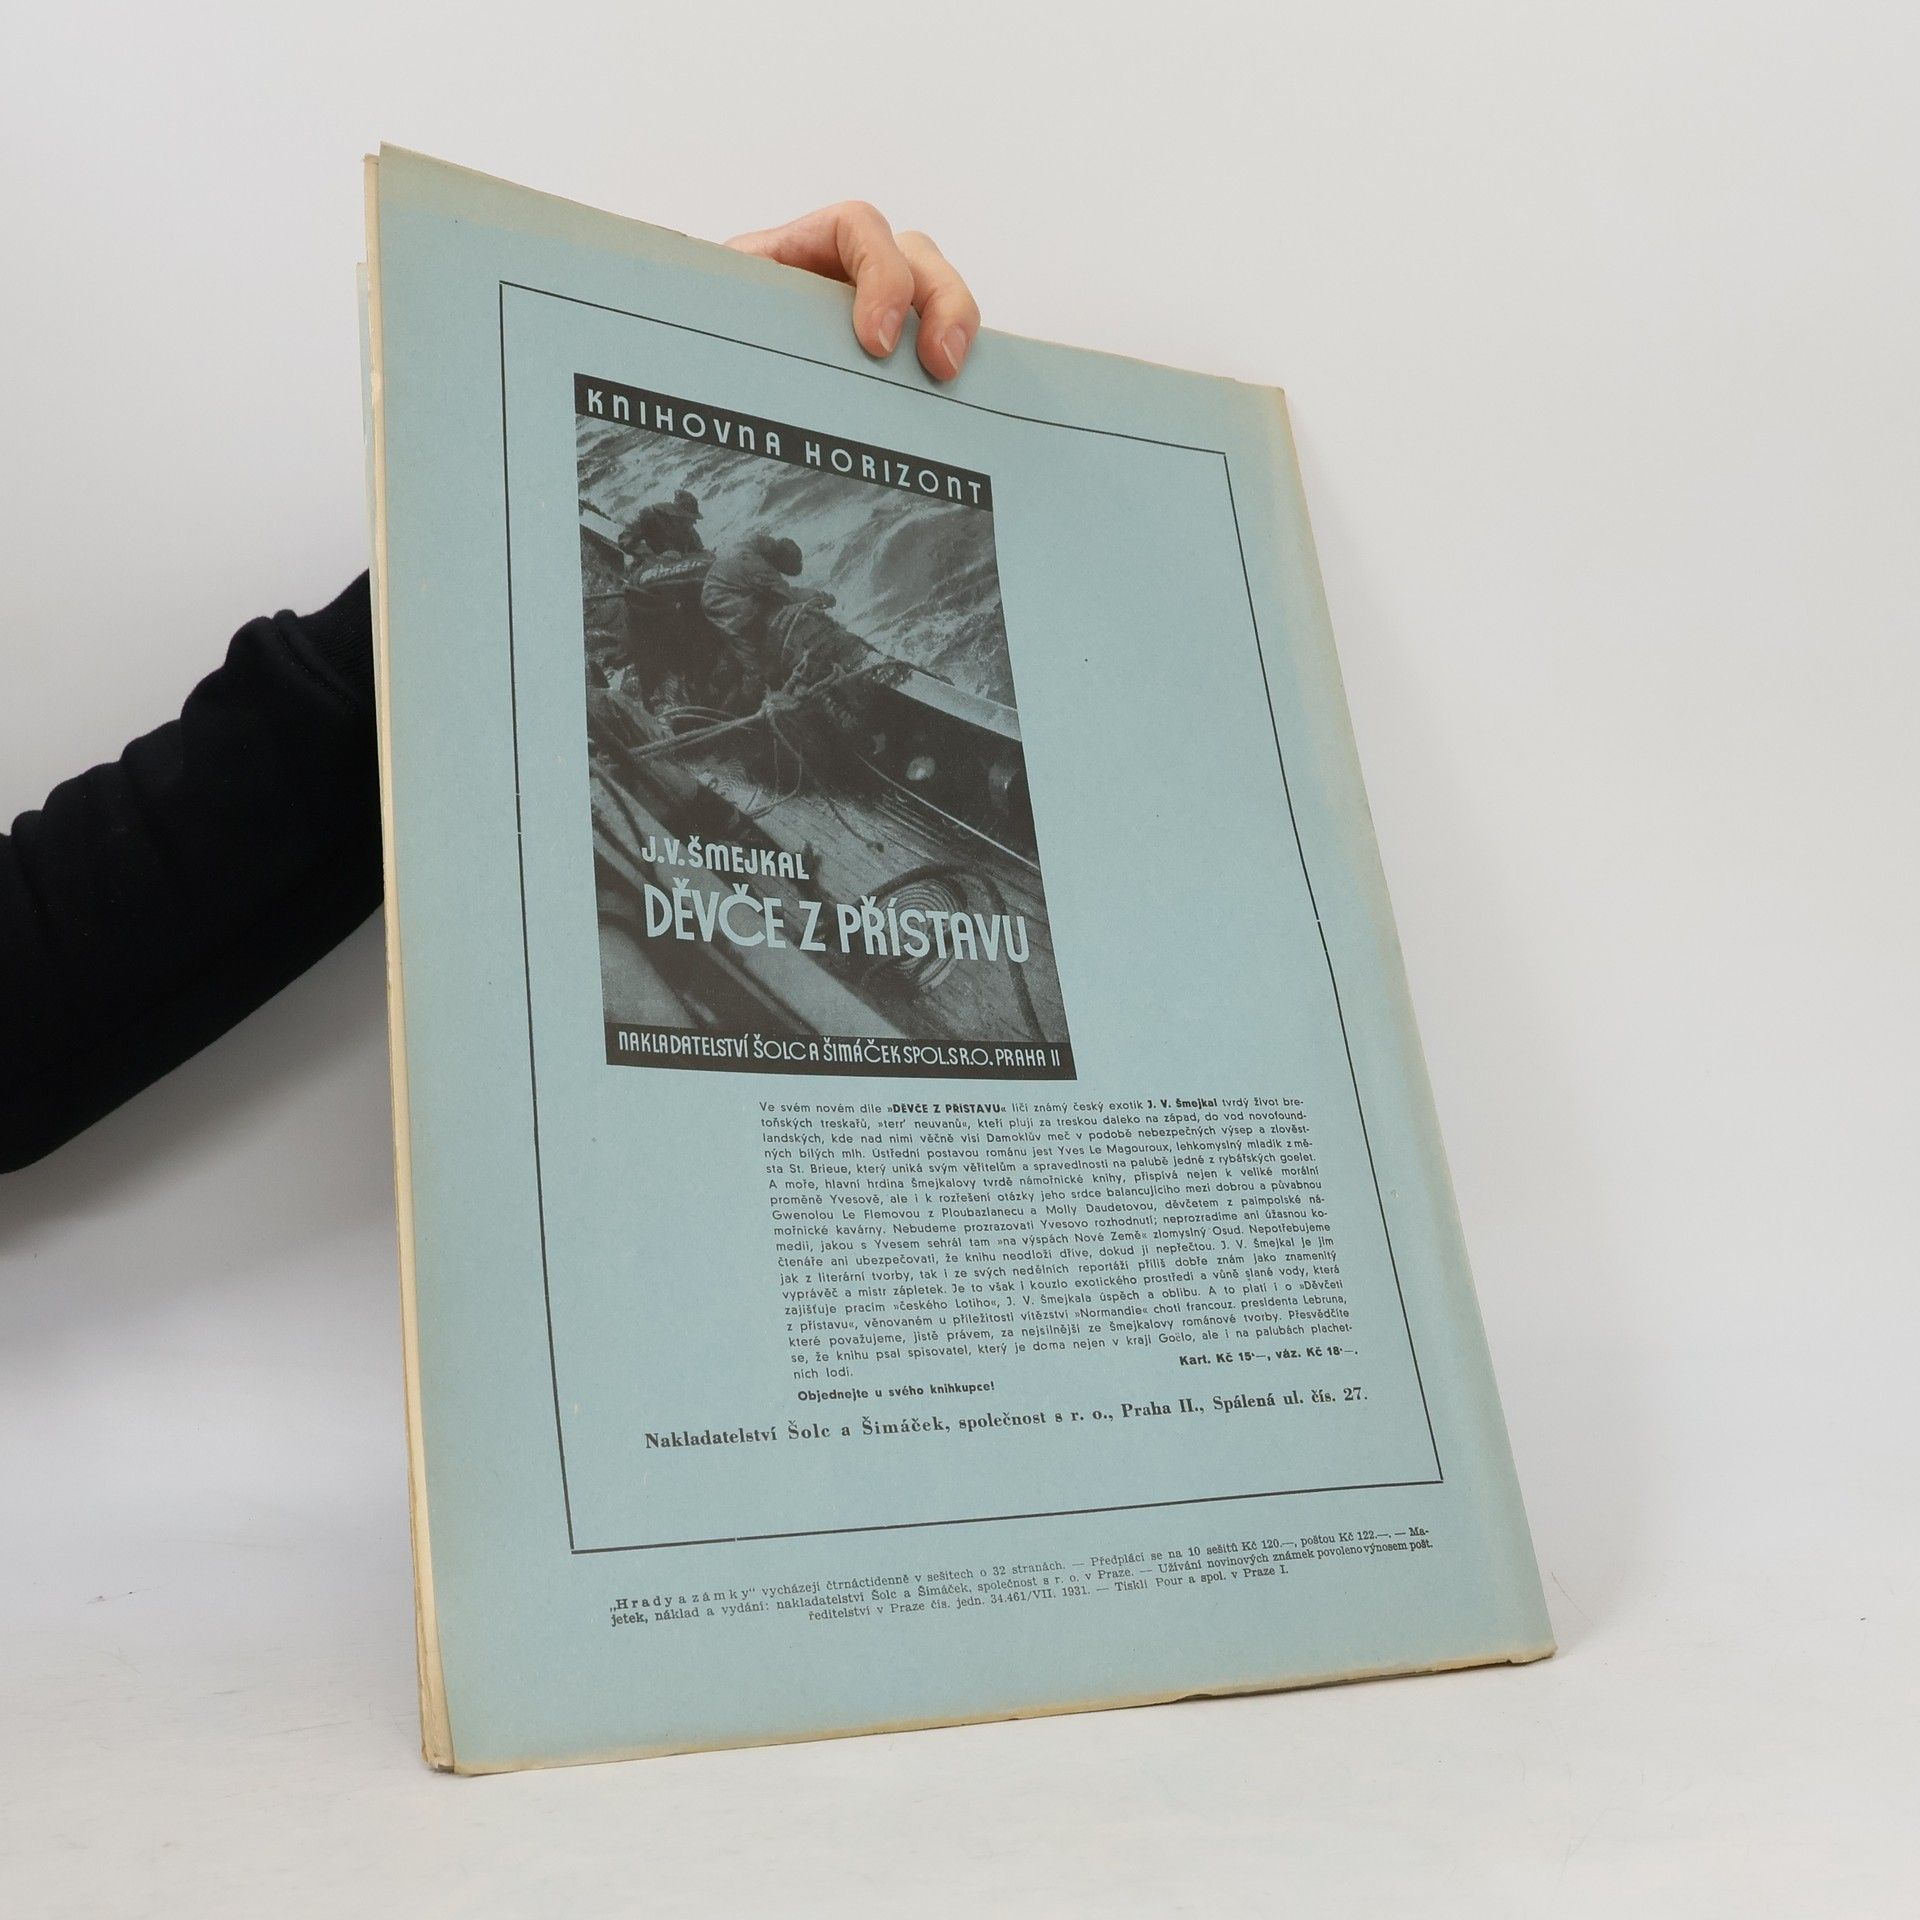 KNIHOVNA HORIZONT
J.V. ŠMEJKAL
DĚVČE Z PŘÍSTAVU
NAKLADATELSTVÍ ŠOLC A ŠIMÁČEK SPOL.S R.O. PRAHA II
Ve svém novém díle »DĚVČE Z PŘÍSTAVU« líčí známý český exotik J. V. Šmejkal tvrdý život bre-
toňských treskařů, »terr' neuvanů«, kteří plují za treskou daleko na západ, do vod novofound-
landských, kde nad nimi věčně visí Damoklův meč v podobě nebezpečných výsep a zlověst-
ných bílých mlh. Ústřední postavou románu jest Yves Le Magouroux, lehkomyslný mladík z mě-
sta St. Brieue, který uniká svým věřitelům a spravedlnosti na palubě jedné z rybářských goelet.
A moře, hlavní hrdina Šmejkalovy tvrdě námořnické knihy, přispívá nejen k veliké morální
proměně Yvesově, ale i k rozřešení otázky jeho srdce balancujícího mezi dobrou a půvabnou
Gwenolou Le Flemovou z Ploubazlanecu a Molly Daudetovou, děvčetem z paimpolské ná-
mořnické kavárny. Nebudeme prozrazovati Yvesovo rozhodnutí; neprozradíme ani úžasnou ko-
medii, jakou s Yvesem sehrál tam »na výspách Nové Země« zlomyslný Osud. Nepotřebujeme
čtenáře ani ubezpečovati, že knihu neodloží dříve, dokud ji nepřečtou. J. V. Šmejkal je jim
jak z literární tvorby, tak i ze svých nedělních reportáží příliš dobře znám jako znamenitý
vyprávěč a mistr zápletek. Je to však i kouzlo exotického prostředí a vůně slané vody, která
zajišťuje pracím »českého Lotiho«, J. V. Šmejkala úspěch a oblibu. A to platí i o »Děvčeti
z přístavu«, věnovaném u příležitosti vítězství »Normandie« choti francouz. presidenta Lebruna,
které považujeme, jistě právem, za nejsilnější ze Šmejkalovy románové tvorby. Přesvědčíte
se, že knihu psal spisovatel, který je doma nejen v kraji Goëlo, ale i na palubách plachet-
ních lodí.
Kart. Kč 15·—, váz. Kč 18·—.
Objednejte u svého knihkupce!
Nakladatelství Šolc a Šimáček, společnost s r. o., Praha II., Spálená ul. čís. 27.
„Hrady a zámky" vycházejí čtrnáctidenně v sešitech o 32 stranách. — Předplácí se na 10 sešitů Kč 120.—, poštou Kč 122.—. — Ma-
jetek, náklad a vydání: nakladatelství Šolc a Šimáček, společnost s r. o. v Praze. — Užívání novinových známek povoleno výnosem pošt.
ředitelství v Praze čís. jedn. 34.461/VII. 1931. — Tiskli Pour a spol. v Praze I.